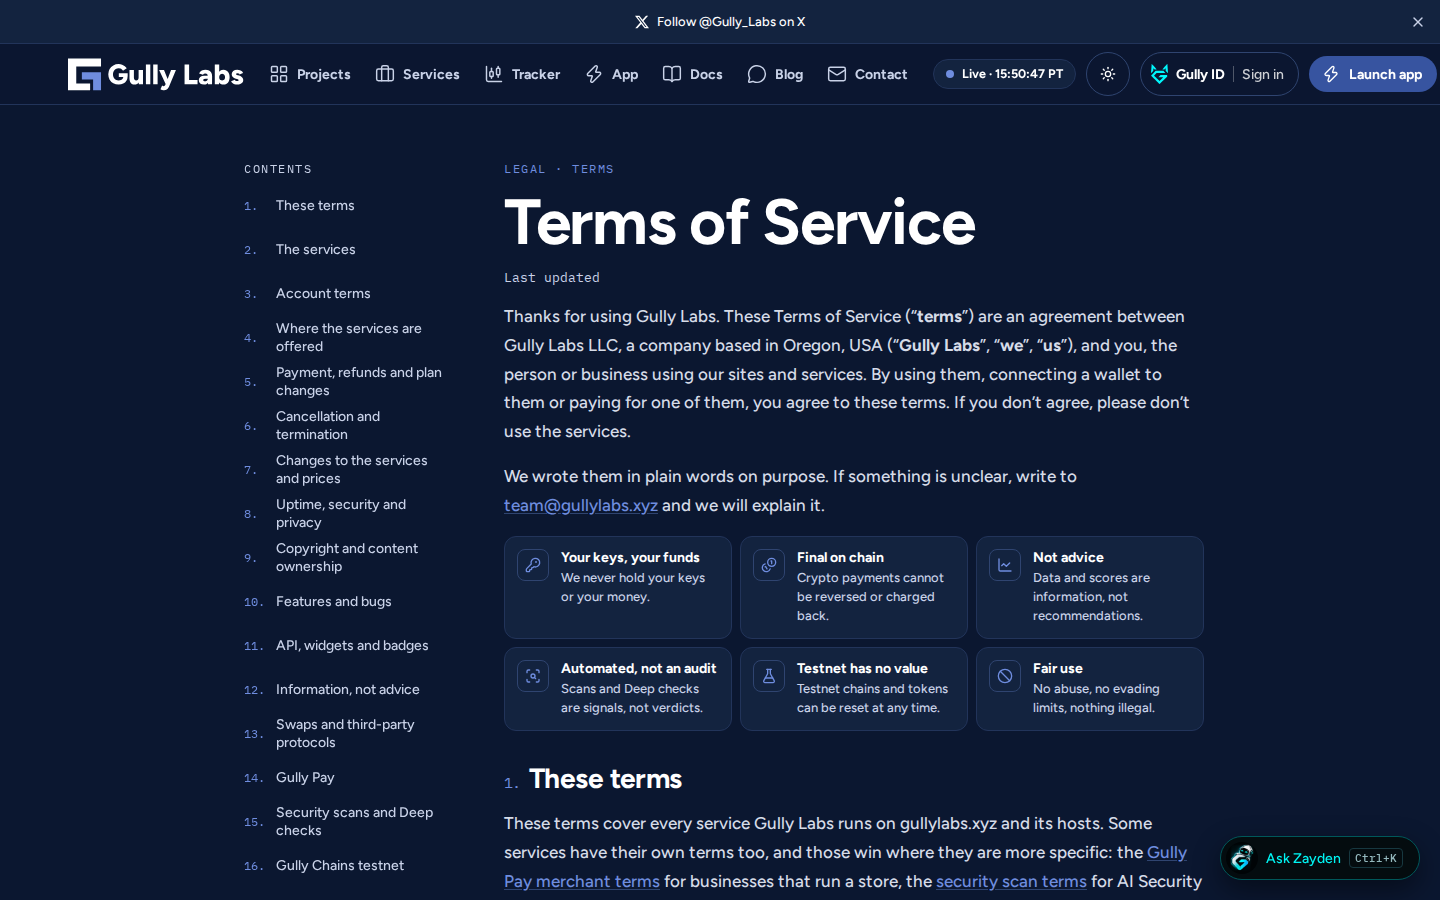 Follow @Gully_Labs on X
Gully Labs
Projects
Services
Tracker
App
Docs
Blog
Contact
Live · 15:50:47 PT
Gully ID
Sign in
Launch app
CONTENTS
1. These terms
2. The services
3. Account terms
4. Where the services are
offered
5. Payment, refunds and plan
changes
6. Cancellation and
termination
7. Changes to the services
and prices
8. Uptime, security and
privacy
9. Copyright and content
ownership
10. Features and bugs
11. API, widgets and badges
12. Information, not advice
13. Swaps and third-party
protocols
14. Gully Pay
15. Security scans and Deep
checks
16. Gully Chains testnet
LEGAL · TERMS
Terms of Service
Last updated
Thanks for using Gully Labs. These Terms of Service (“terms”) are an agreement between
Gully Labs LLC, a company based in Oregon, USA (“Gully Labs”, “we”, “us”), and you, the
person or business using our sites and services. By using them, connecting a wallet to
them or paying for one of them, you agree to these terms. If you don’t agree, please don’t
use the services.
We wrote them in plain words on purpose. If something is unclear, write to
team@gullylabs.xyz and we will explain it.
Your keys, your funds
We never hold your keys
or your money.
Final on chain
Crypto payments cannot
be reversed or charged
back.
Not advice
Data and scores are
information, not
recommendations.
Automated, not an audit
Scans and Deep checks
are signals, not verdicts.
Testnet has no value
Testnet chains and tokens
can be reset at any time.
Fair use
No abuse, no evading
limits, nothing illegal.
1. These terms
These terms cover every service Gully Labs runs on gullylabs.xyz and its hosts. Some
services have their own terms too, and those win where they are more specific: the Gully
Pay merchant terms for businesses that run a store, the security scan terms for AI Security
Ask Zayden
Ctrl+K